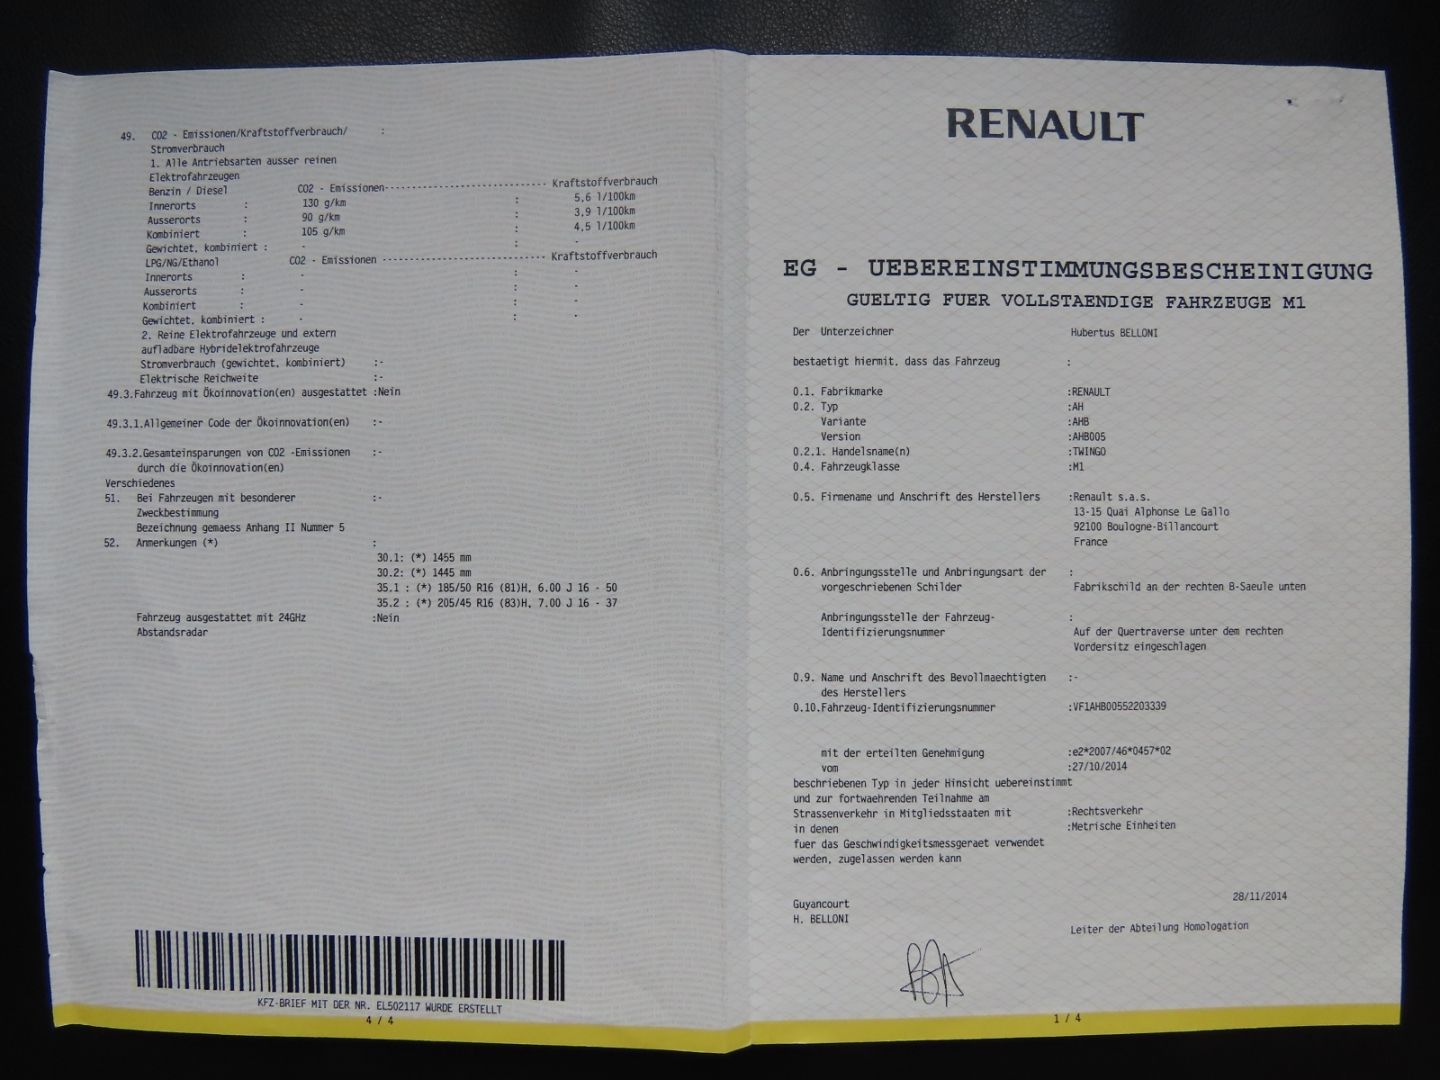 49. CO2 - Emissionen/Kraftstoffverbrauch/ :
Stromverbrauch
1. Alle Antriebsarten ausser reinen
Elektrofahrzeugen
Benzin / Diesel CO2 - Emissionen--------------------------- Kraftstoffverbrauch
Innerorts : 130 g/km : 5,6 l/100km
Ausserorts : 90 g/km : 3,9 l/100km
Kombiniert : 105 g/km : 4,5 l/100km
Gewichtet, kombiniert : - : -
LPG/NG/Ethanol CO2 - Emissionen --------------------------- Kraftstoffverbrauch
Innerorts : - : -
Ausserorts : - : -
Kombiniert : - : -
Gewichtet, kombiniert : - : -
2. Reine Elektrofahrzeuge und extern
aufladbare Hybridelektrofahrzeuge
Stromverbrauch (gewichtet, kombiniert) :-
Elektrische Reichweite :-
49.3.Fahrzeug mit Ökoinnovation(en) ausgestattet :Nein
49.3.1.Allgemeiner Code der Ökoinnovation(en) :-
49.3.2.Gesamteinsparungen von CO2 -Emissionen :-
durch die Ökoinnovation(en)
Verschiedenes
51. Bei Fahrzeugen mit besonderer :-
Zweckbestimmung
Bezeichnung gemaess Anhang II Nummer 5
52. Anmerkungen (*) :
30.1: (*) 1455 mm
30.2: (*) 1445 mm
35.1 : (*) 185/50 R16 (81)H, 6.00 J 16 - 50
35.2 : (*) 205/45 R16 (83)H, 7.00 J 16 - 37
Fahrzeug ausgestattet mit 24GHz :Nein
Abstandsradar
KFZ-BRIEF MIT DER NR. EL502117 WURDE ERSTELLT
4 / 4
RENAULT
EG - UEBEREINSTIMMUNGSBESCHEINIGUNG
GUELTIG FUER VOLLSTAENDIGE FAHRZEUGE M1
Der Unterzeichner Hubertus BELLONI
bestaetigt hiermit, dass das Fahrzeug :
0.1. Fabrikmarke :RENAULT
0.2. Typ :AH
Variante :AHB
Version :AHB005
0.2.1. Handelsname(n) :TWINGO
0.4. Fahrzeugklasse :M1
0.5. Firmename und Anschrift des Herstellers :Renault s.a.s.
13-15 Quai Alphonse Le Gallo
92100 Boulogne-Billancourt
France
0.6. Anbringungsstelle und Anbringungsart der :
vorgeschriebenen Schilder Fabrikschild an der rechten B-Saeule unten
Anbringungsstelle der Fahrzeug- :
Identifizierungsnummer Auf der Quertraverse unter dem rechten
Vordersitz eingeschlagen
0.9. Name und Anschrift des Bevollmaechtigten :-
des Herstellers
0.10.Fahrzeug-Identifizierungsnummer :VF1AHB00552203339
mit der erteilten Genehmigung :e2*2007/46*0457*02
vom :27/10/2014
beschriebenen Typ in jeder Hinsicht uebereinstimmt
und zur fortwaehrenden Teilnahme am
Strassenverkehr in Mitgliedsstaaten mit :Rechtsverkehr
in denen :Metrische Einheiten
fuer das Geschwindigkeitsmessgeraet verwendet
werden, zugelassen werden kann
28/11/2014
Guyancourt
H. BELLONI
Leiter der Abteilung Homologation
1 / 4